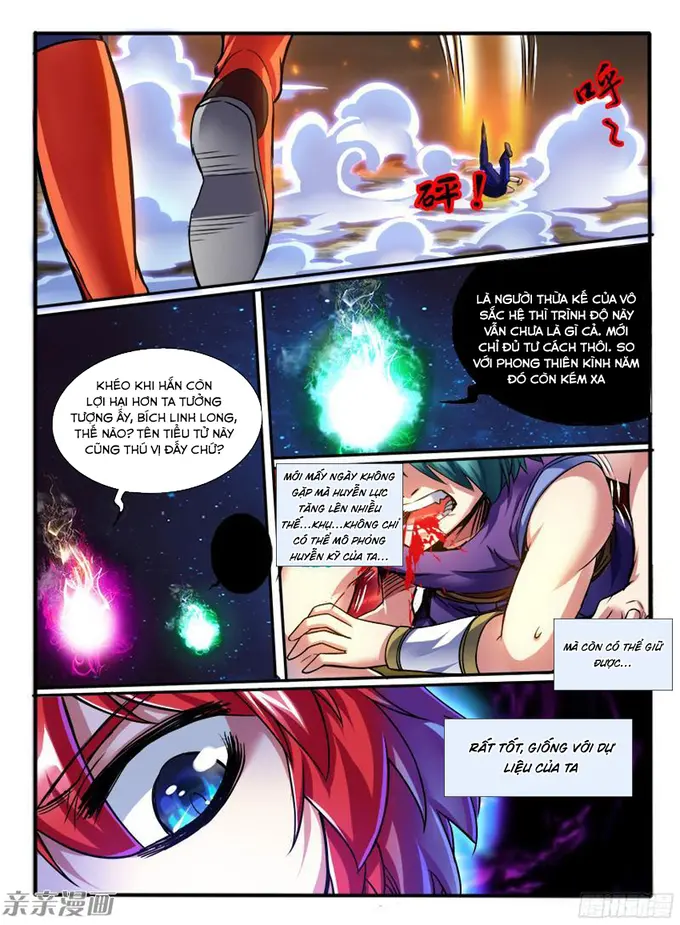 呼~
砰!
LÀ NGƯỜI THỪA KẾ CỦA VÔ
SẮC HỆ THÌ TRÌNH ĐỘ NÀY
VẪN CHƯA LÀ GÌ CẢ. MỚI
CHỈ ĐỦ TƯ CÁCH THÔI. SO
VỚI PHONG THIÊN KÌNH NĂM
ĐÓ CÒN KÉM XA
KHÉO KHI HẮN CÒN
LỢI HẠI HƠN TA TƯỞNG
TƯỢNG ẤY, BÍCH LINH LONG,
THẾ NÀO? TÊN TIỂU TỬ NÀY
CŨNG THÚ VỊ ĐẤY CHỨ?
MỚI MẤY NGÀY KHÔNG
GẶP MÀ HUYỄN LỰC
TĂNG LÊN NHIỀU
THẾ...KHỤ...KHÔNG CHỈ
CÓ THỂ MÔ PHỎNG
HUYỄN KỸ CỦA TA...
MÀ CÒN CÓ THỂ GIỮ
ĐƯỢC...
RẤT TỐT, GIỐNG VỚI DỰ
LIỆU CỦA TA
亲亲漫画